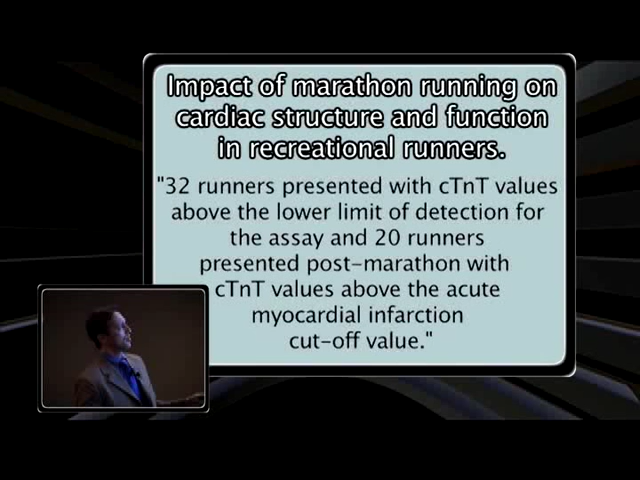 Impact of marathon running on
cardiac structure and function
in recreational runners.
"32 runners presented with cTnT values
above the lower limit of detection for
the assay and 20 runners
presented post-marathon with
cTnT values above the acute
myocardial infarction
cut-off value."